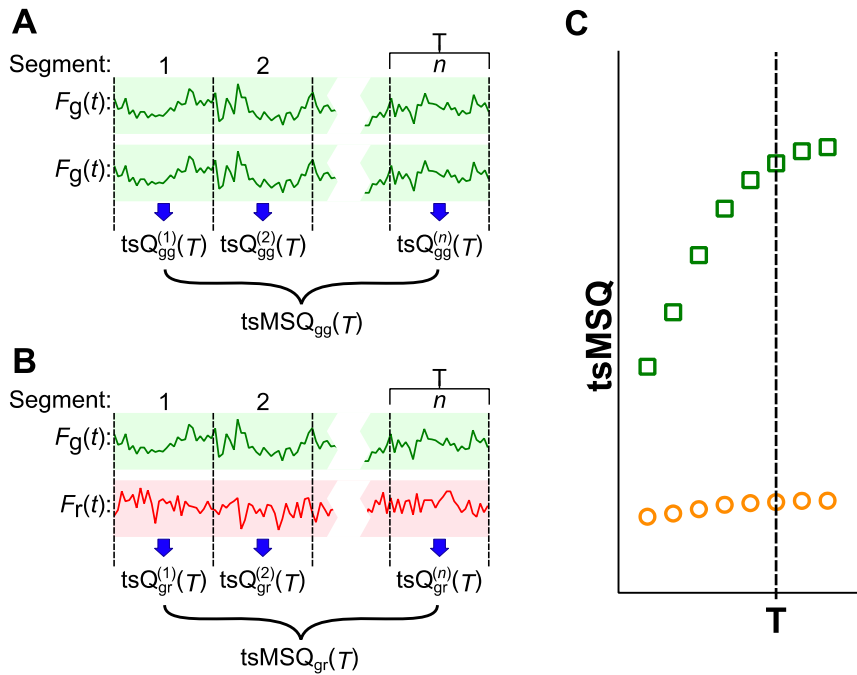 A
T
Segment: 1 2 n
Fg(t):
Fg(t):
tsQgg(1)(T) tsQgg(2)(T) tsQgg(n)(T)
tsMSQgg(T)
B
T
Segment: 1 2 n
Fg(t):
Fr(t):
tsQgr(1)(T) tsQgr(2)(T) tsQgr(n)(T)
tsMSQgr(T)
C
tsMSQ
T